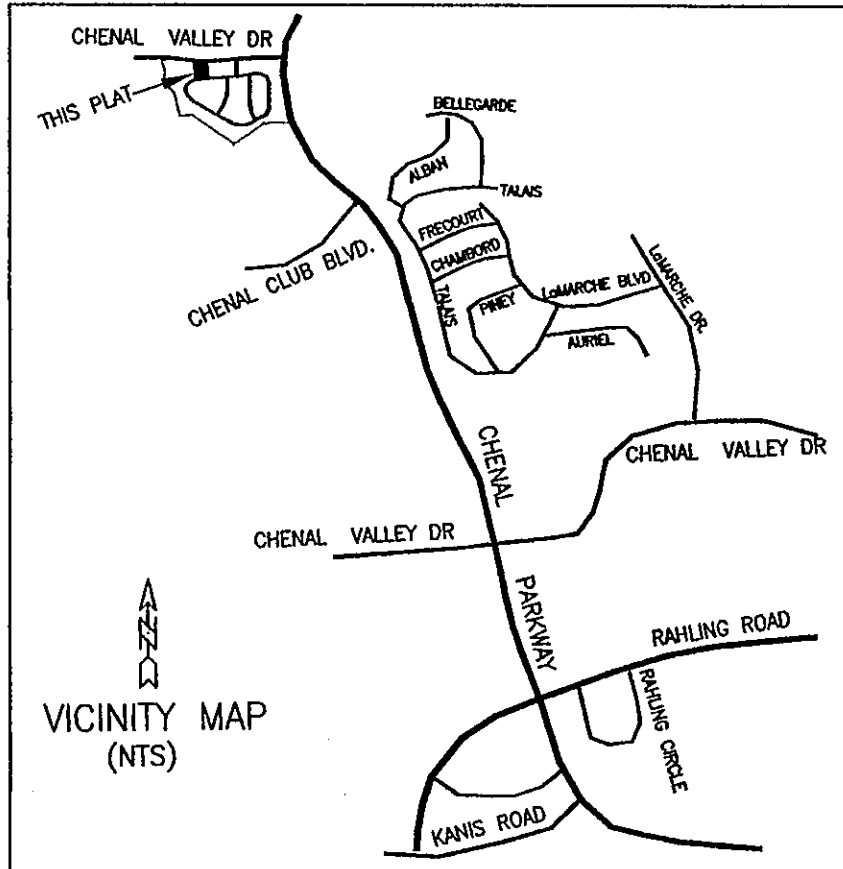 CHENAL VALLEY DR
THIS PLAT
BELLEGARDE
ALBAN
TALAIS
FRECOURT
CHAMBORD
CHENAL CLUB BLVD.
TALAIS
PINEY
LaMARCHE BLVD
LaMARCHE DR.
AURIEL
CHENAL
CHENAL VALLEY DR
CHENAL VALLEY DR
PARKWAY
N
RAHLING ROAD
RAHLING CIRCLE
VICINITY MAP
(NTS)
KANIS ROAD